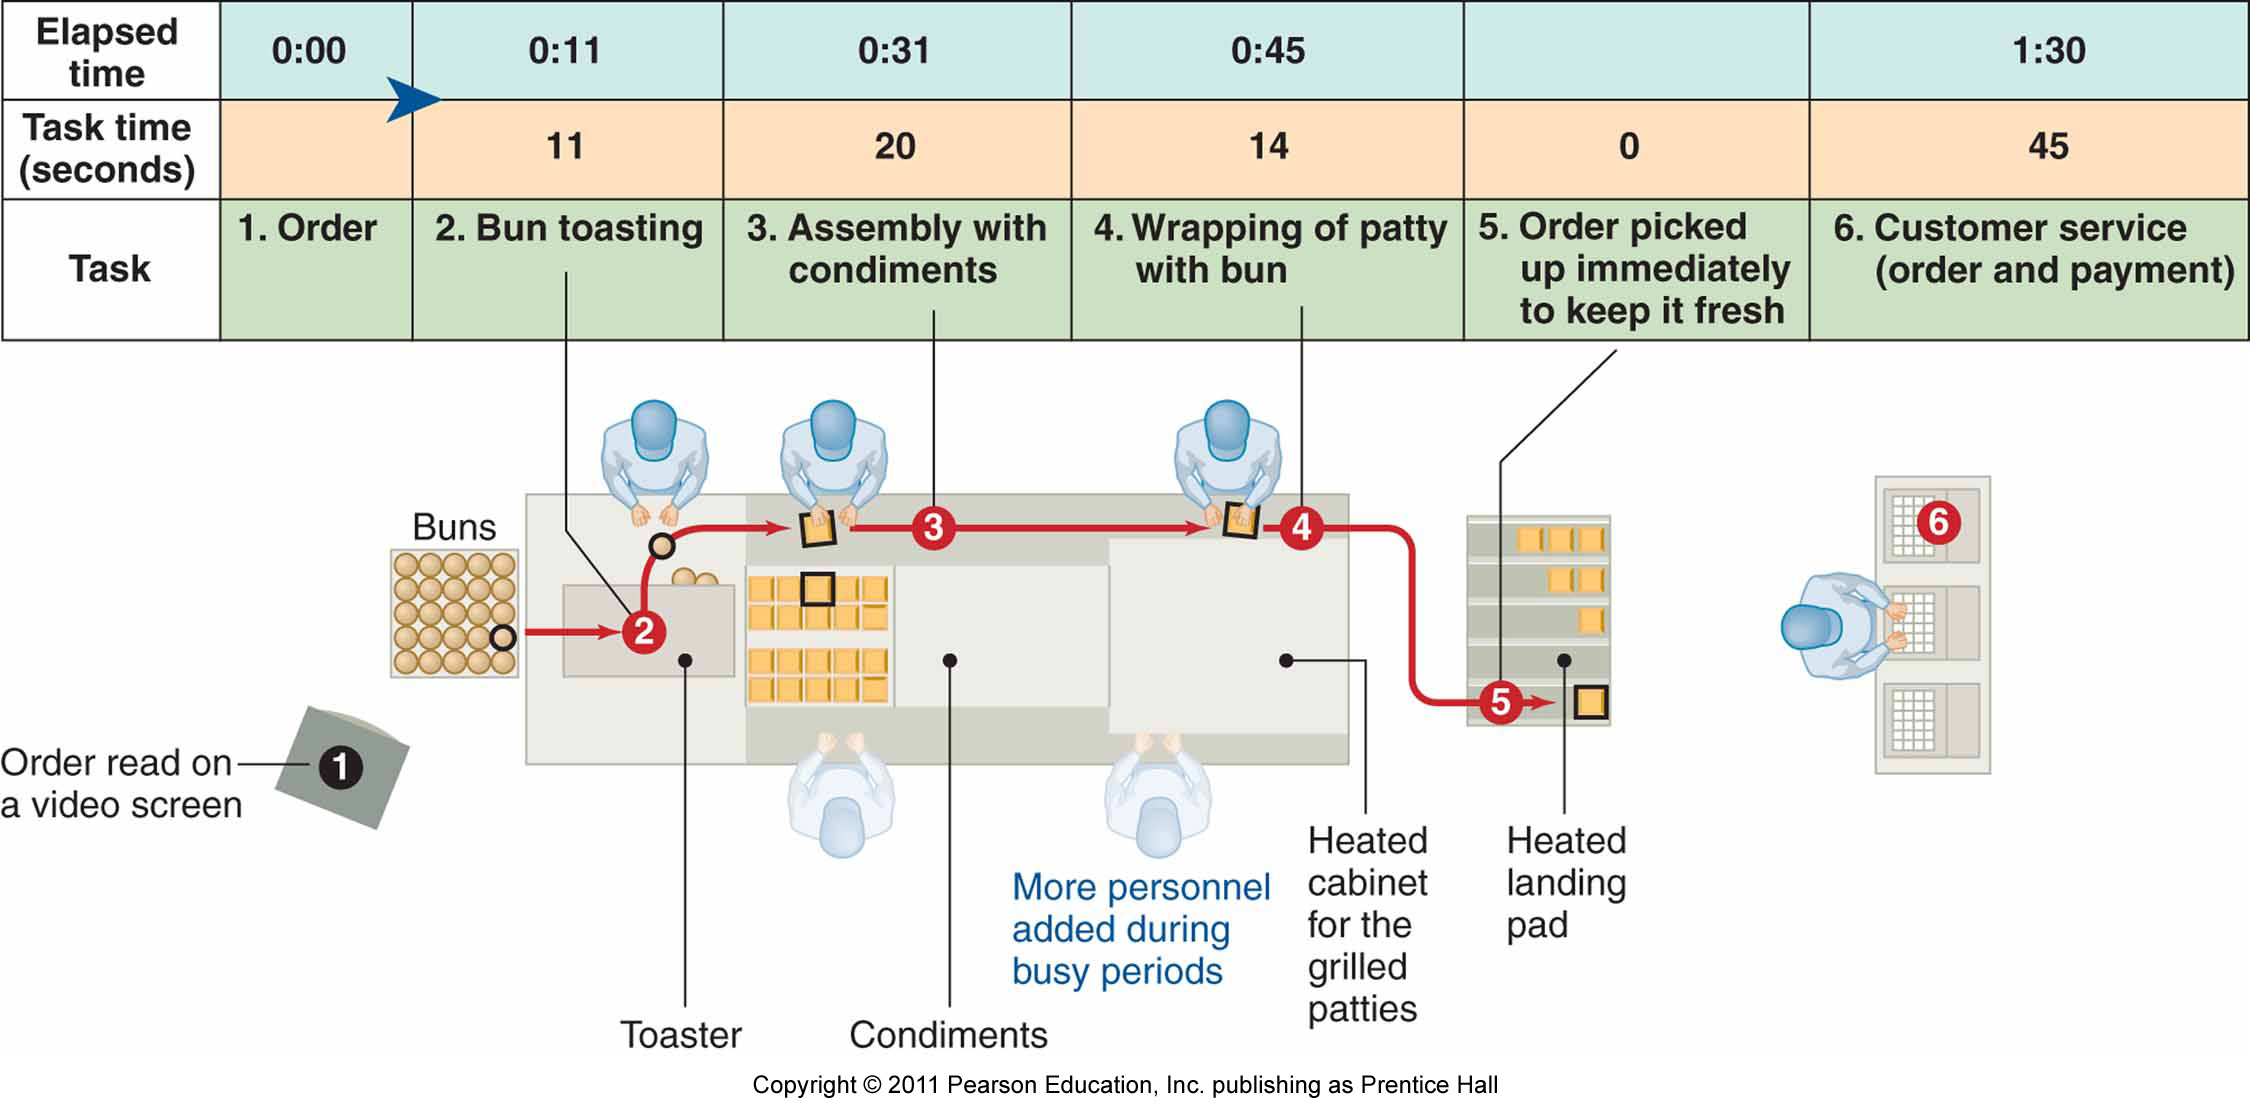 Elapsed
time
0:00
0:11
0:31
0:45
1:30
Task time
(seconds)
11
20
14
0
45
Task
1. Order
2. Bun toasting
3. Assembly with
condiments
4. Wrapping of patty
with bun
5. Order picked
up immediately
to keep it fresh
6. Customer service
(order and payment)
Buns
2
3
4
5
6
Order read on
a video screen
1
Toaster
Condiments
More personnel
added during
busy periods
Heated
cabinet
for the
grilled
patties
Heated
landing
pad
Copyright © 2011 Pearson Education, Inc. publishing as Prentice Hall